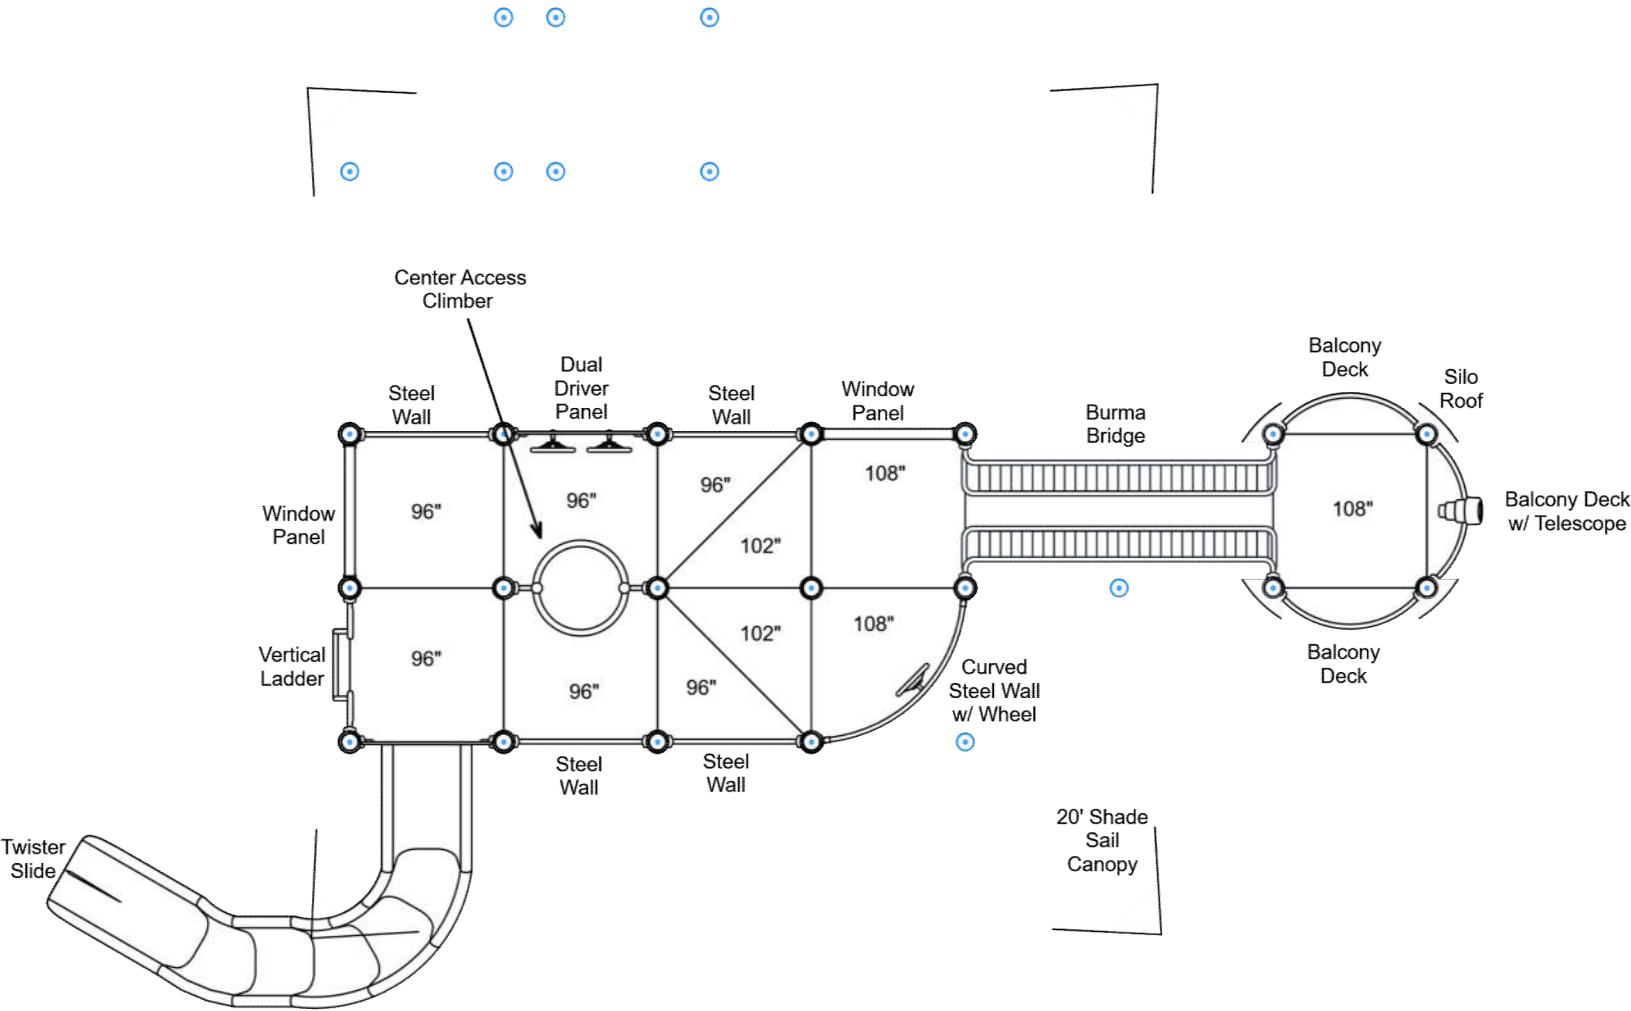 Center Access
Climber
Dual
Driver
Panel
Steel
Wall
Steel
Wall
Window
Panel
Burma
Bridge
Balcony
Deck
Silo
Roof
96"
96"
96"
108"
102"
108"
Window
Panel
Balcony Deck
w/ Telescope
Vertical
Ladder
96"
96"
96"
102"
108"
Curved
Steel Wall
w/ Wheel
Balcony
Deck
Steel
Wall
Steel
Wall
20' Shade
Sail
Canopy
Twister
Slide